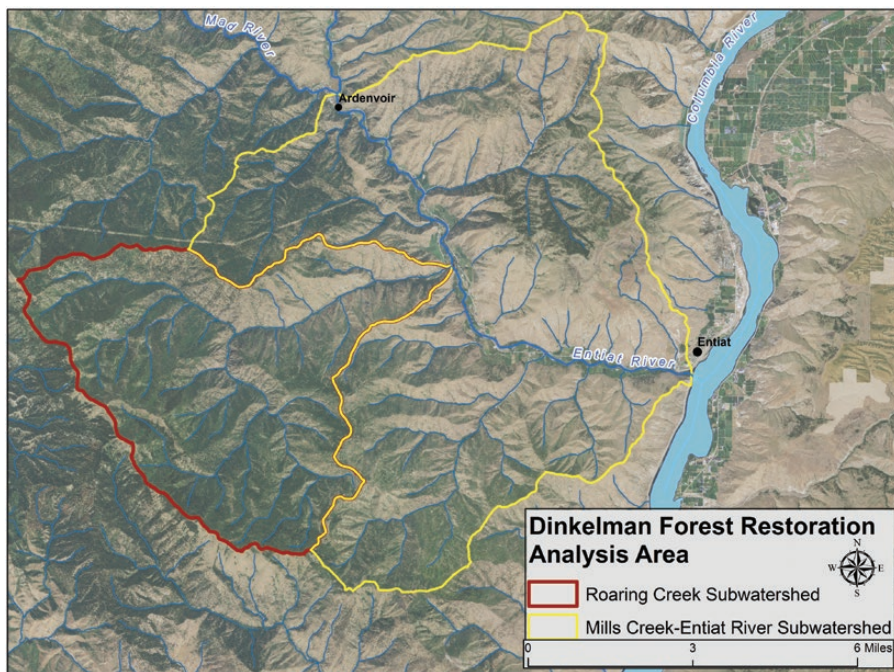 Mad River
Columbia River
Ardenvoir
Entiat
Entiat River
Dinkelman Forest Restoration
Analysis Area
N
W E
S
Roaring Creek Subwatershed
Mills Creek-Entiat River Subwatershed
0 3 6 Miles